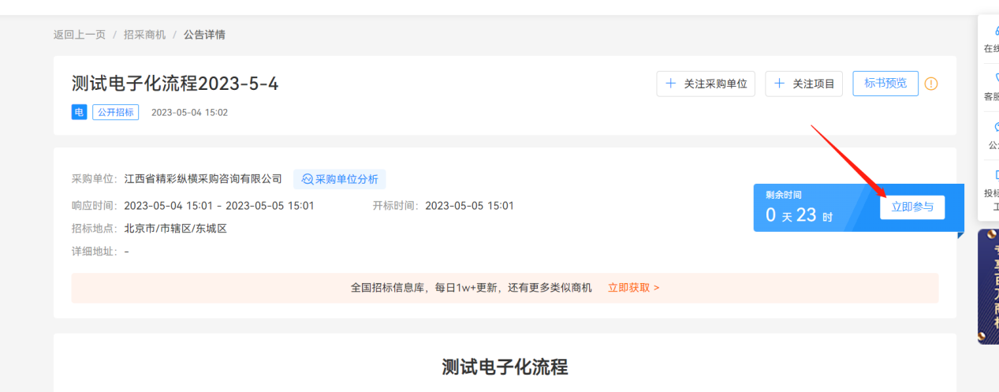 返回上一页 / 招采商机 / 公告详情
测试电子化流程2023-5-4
+ 关注采购单位
+ 关注项目
标书预览
电 公开招标 2023-05-04 15:02
采购单位: 江西省精彩纵横采购咨询有限公司 采购单位分析
响应时间: 2023-05-04 15:01 - 2023-05-05 15:01 开标时间: 2023-05-05 15:01
招标地点: 北京市/市辖区/东城区
详细地址: -
剩余时间
0 天 23 时
立即参与
全国招标信息库，每日1w+更新，还有更多类似商机 立即获取 >
测试电子化流程
在线
客服
投标
工